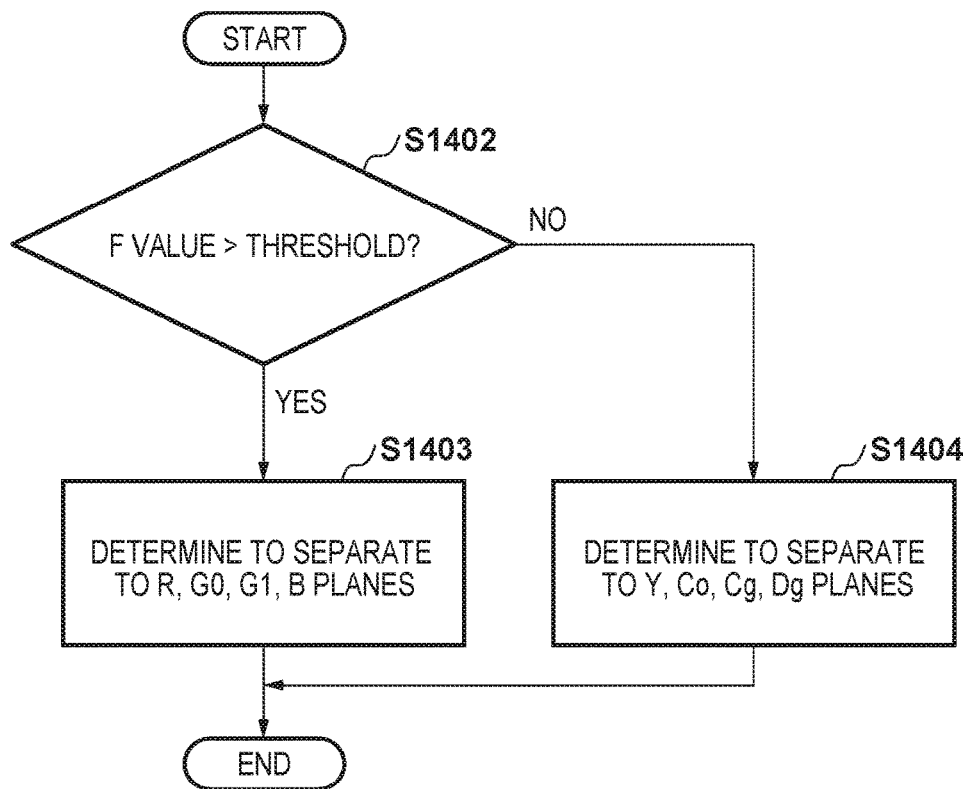 START
S1402
F VALUE > THRESHOLD?
NO
YES
S1403
DETERMINE TO SEPARATE
TO R, G0, G1, B PLANES
S1404
DETERMINE TO SEPARATE
TO Y, Co, Cg, Dg PLANES
END